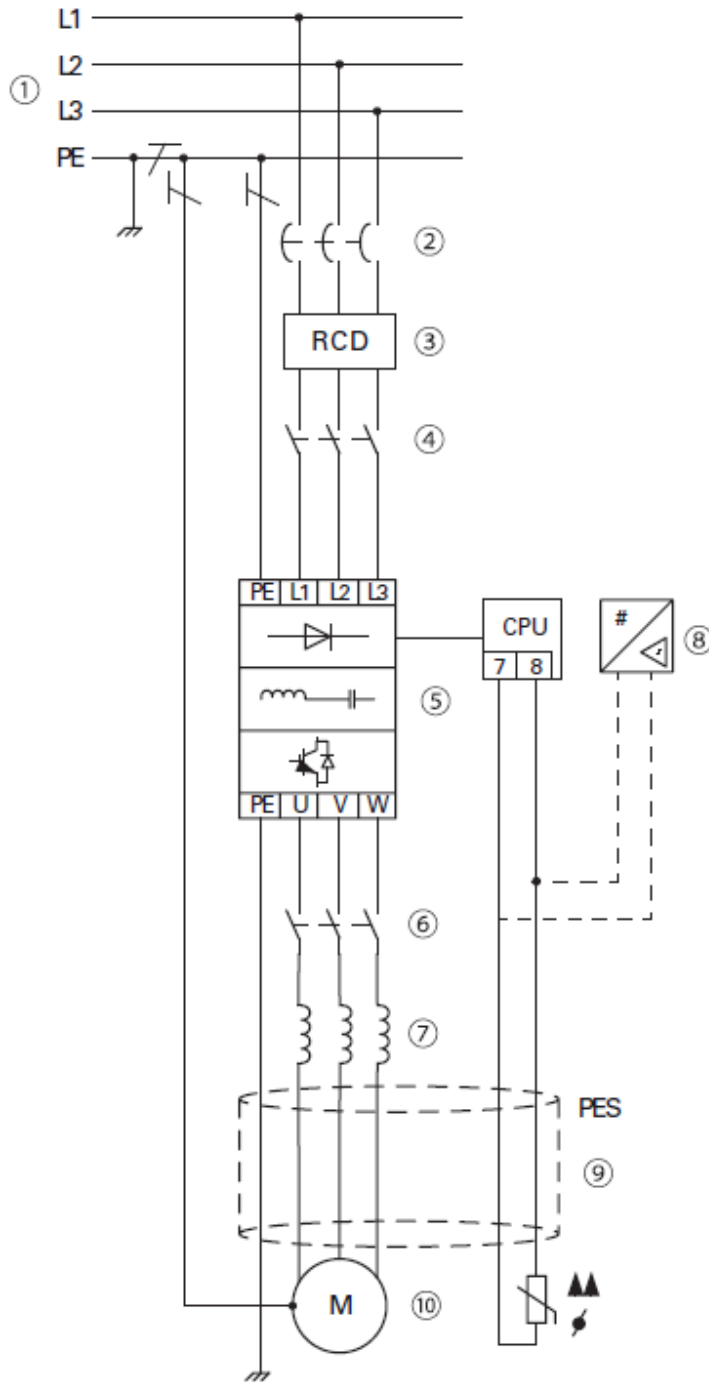 L1
L2
①
L3
PE
②
RCD
③
④
PE L1 L2 L3
CPU
#
⑧
7 8
⑤
PE U V W
⑥
⑦
PES
⑨
M
⑩